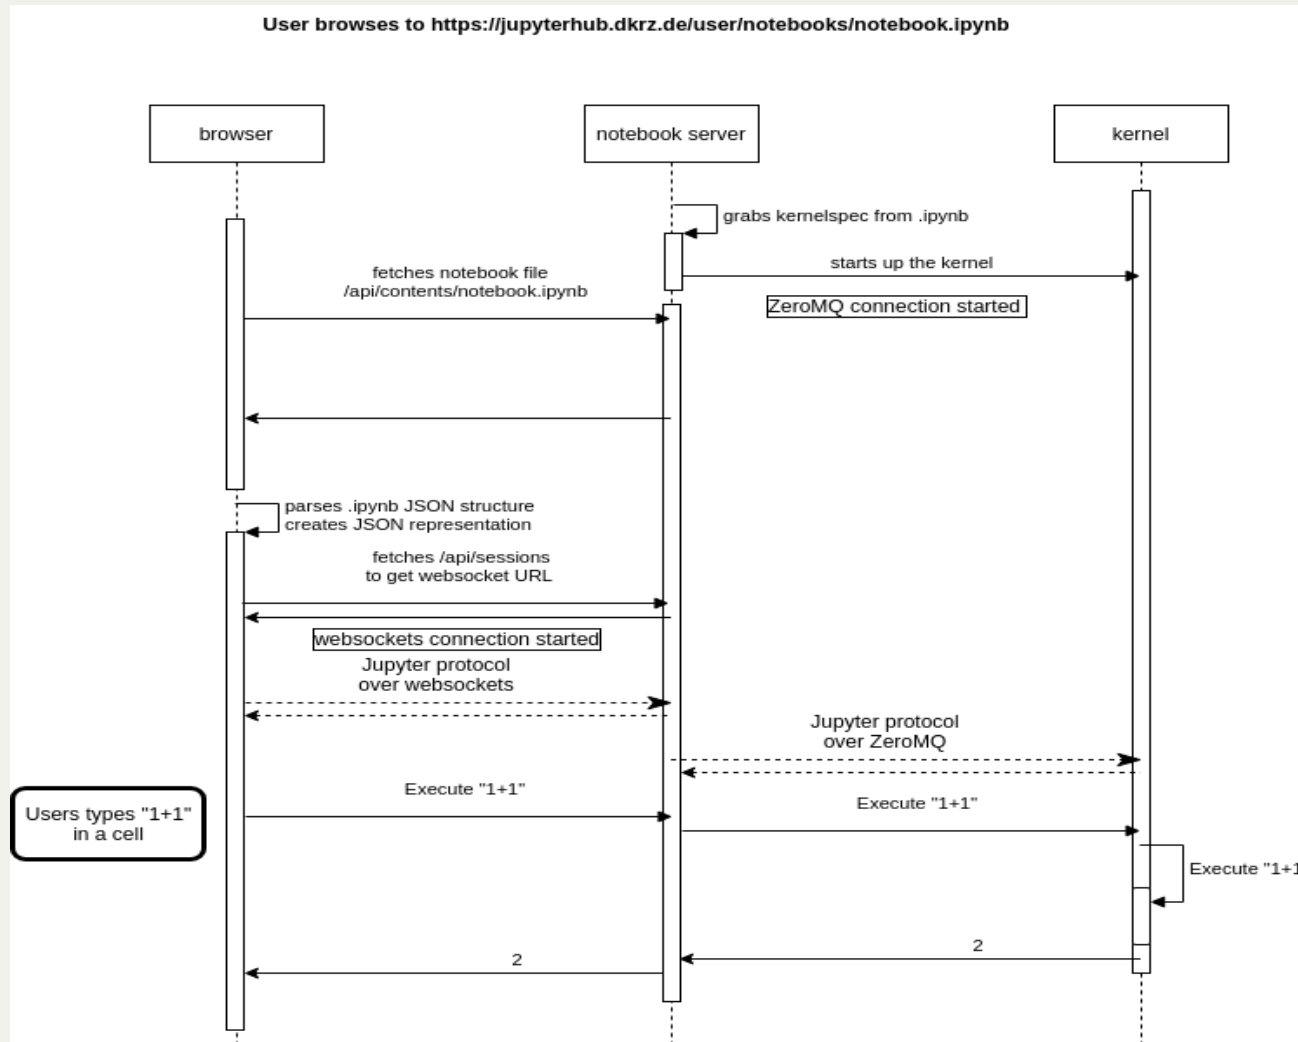 User browses to https://jupyterhub.dkrz.de/user/notebooks/notebook.ipynb
browser
notebook server
kernel
grabs kernelspec from .ipynb
starts up the kernel
fetches notebook file
/api/contents/notebook.ipynb
ZeroMQ connection started
parses .ipynb JSON structure
creates JSON representation
fetches /api/sessions
to get websocket URL
websockets connection started
Jupyter protocol
over websockets
Jupyter protocol
over ZeroMQ
Execute "1+1"
Execute "1+1"
Users types "1+1"
in a cell
Execute "1+1
2
2